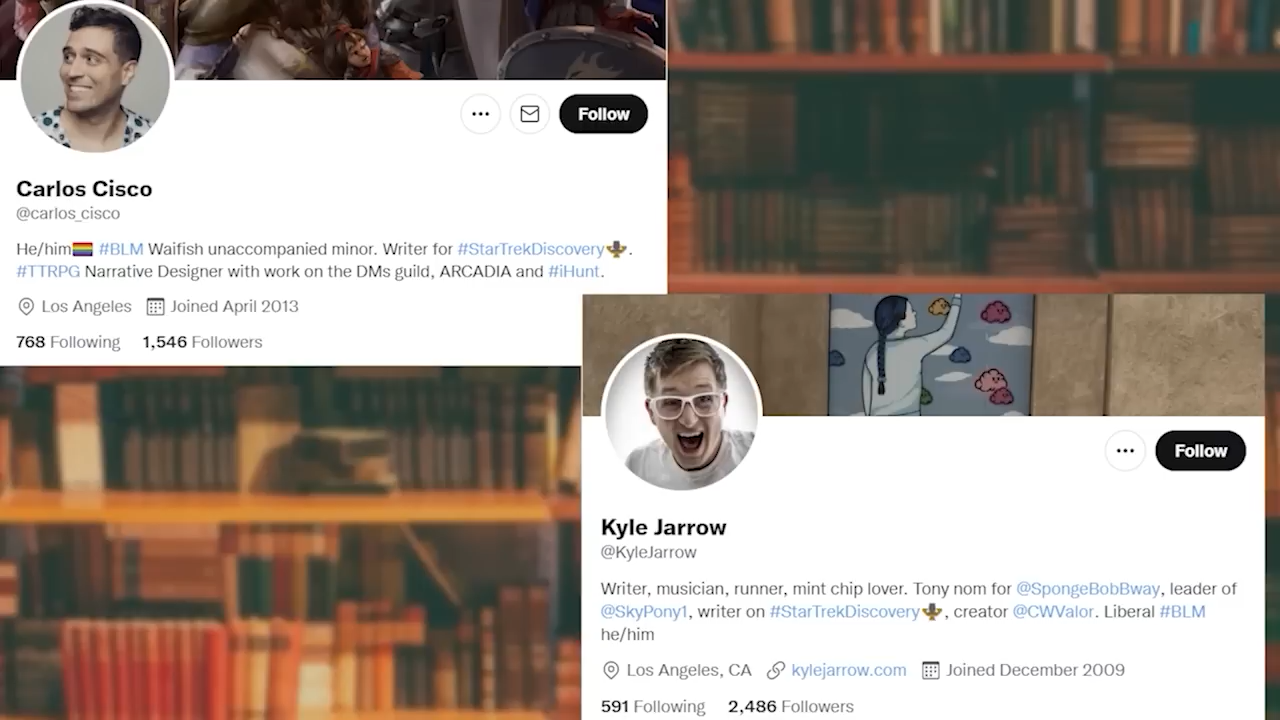 Follow
Carlos Cisco
@carlos_cisco
He/him🏳️‍🌈 #BLM Waifish unaccompanied minor. Writer for #StarTrekDiscovery.
#TTRPG Narrative Designer with work on the DMs guild, ARCADIA and #iHunt.
Los Angeles Joined April 2013
768 Following 1,546 Followers
Follow
Kyle Jarrow
@KyleJarrow
Writer, musician, runner, mint chip lover. Tony nom for @SpongeBobBway, leader of
@SkyPony1, writer on #StarTrekDiscovery, creator @CWValor. Liberal #BLM
he/him
Los Angeles, CA kylejarrow.com Joined December 2009
591 Following 2,486 Followers